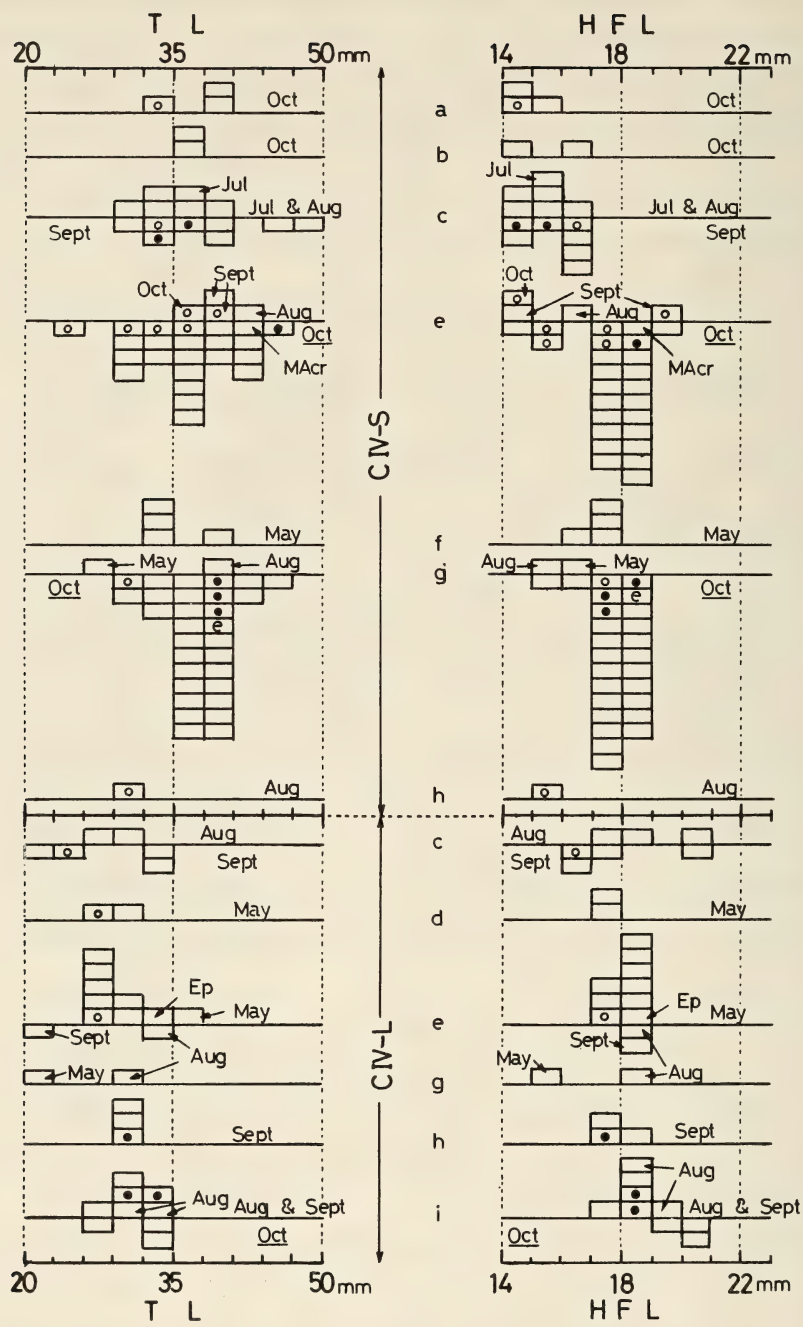 T L H F L
20 35 50 mm 14 18 22 mm
Oct a Oct
Oct b Oct
Jul Jul
Jul & Aug c Jul & Aug
Sept Sept
Sept Oct
Oct Sept
Aug e Aug
Oct Oct
MAcr MAcr
CIV-S
May f May
May Aug Aug May
Oct g Oct
e e
Aug h Aug
Aug c Aug
Sept Sept
May d May
Ep Ep
May e May
Sept Sept
Aug CIV-L May Aug
May g
Sept h Sept
Aug Aug
Aug & Sept i Aug & Sept
Oct Oct
20 35 50 mm 14 18 22 mm
T L H F L